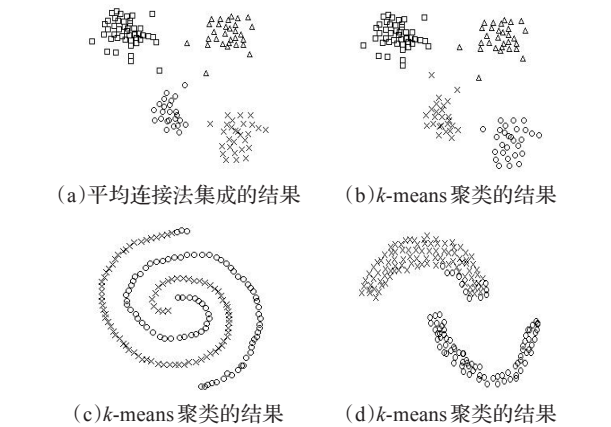 (a)平均连接法集成的结果
(b)k-means聚类的结果
(c)k-means聚类的结果
(d)k-means聚类的结果